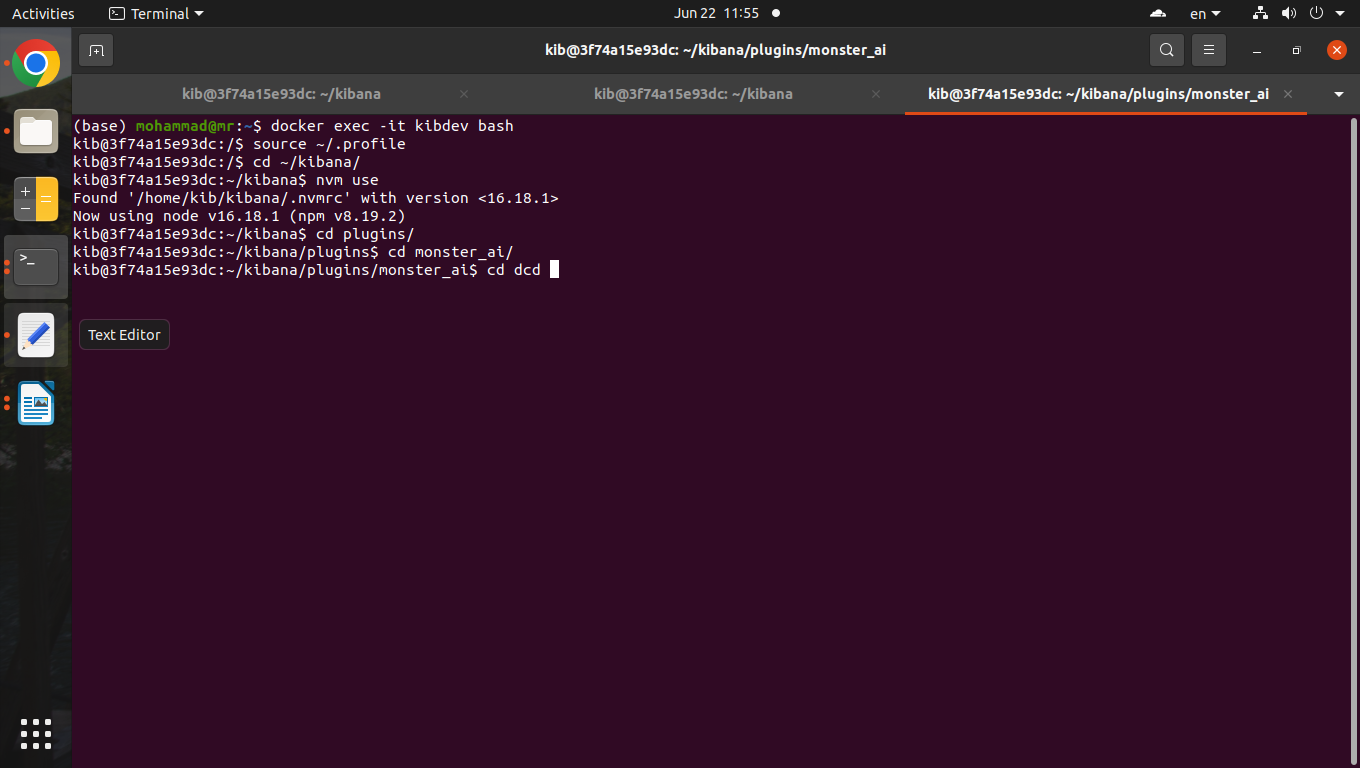 Activities
Terminal
Jun 22 11:55
en
kib@3f74a15e93dc: ~/kibana/plugins/monster_ai
kib@3f74a15e93dc: ~/kibana
kib@3f74a15e93dc: ~/kibana
kib@3f74a15e93dc: ~/kibana/plugins/monster_ai
(base) mohammad@mr:~$ docker exec -it kibdev bash
kib@3f74a15e93dc:/$ source ~/.profile
kib@3f74a15e93dc:/$ cd ~/kibana/
kib@3f74a15e93dc:~/kibana$ nvm use
Found '/home/kib/kibana/.nvmrc' with version <16.18.1>
Now using node v16.18.1 (npm v8.19.2)
kib@3f74a15e93dc:~/kibana$ cd plugins/
kib@3f74a15e93dc:~/kibana/plugins$ cd monster_ai/
kib@3f74a15e93dc:~/kibana/plugins/monster_ai$ cd dcd
Text Editor